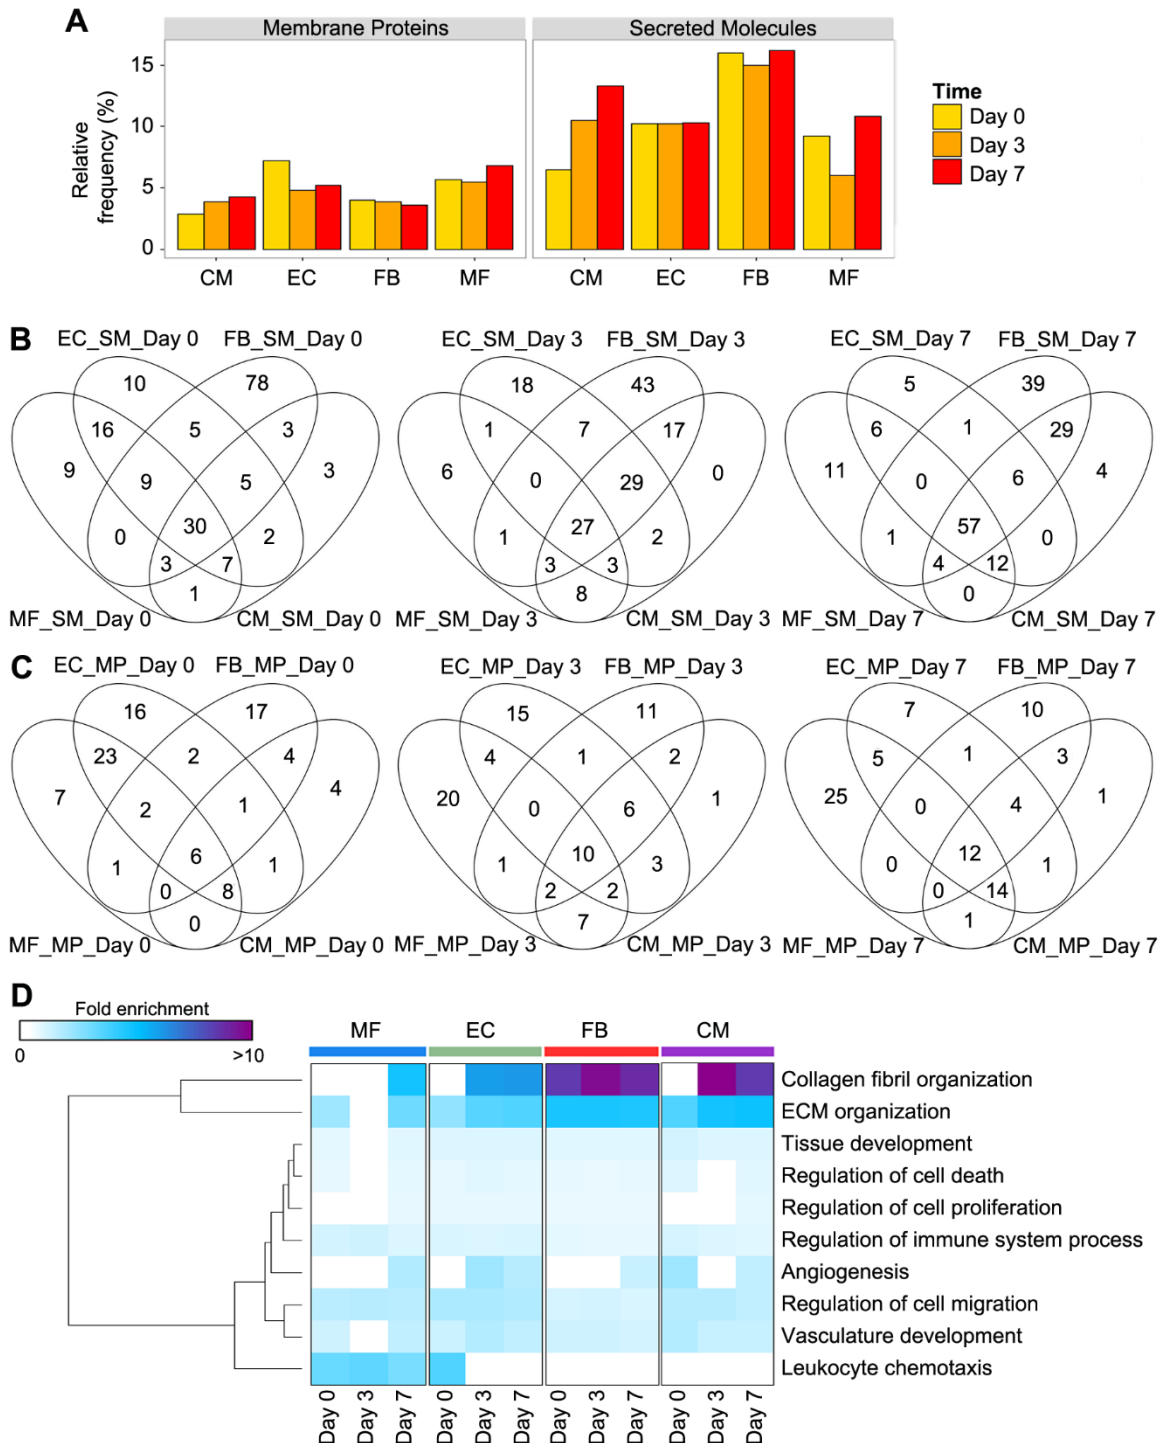 A
Membrane Proteins
Secreted Molecules
Relative
frequency (%)
15
10
5
0
CM
EC
FB
MF
CM
EC
FB
MF
Time
Day 0
Day 3
Day 7
B
EC_SM_Day 0
FB_SM_Day 0
10
78
16
5
3
9
9
5
3
0
30
2
3
7
1
MF_SM_Day 0
CM_SM_Day 0
EC_SM_Day 3
FB_SM_Day 3
18
43
1
7
17
6
0
29
0
1
27
2
3
3
8
MF_SM_Day 3
CM_SM_Day 3
EC_SM_Day 7
FB_SM_Day 7
5
39
6
1
29
11
0
6
4
1
57
0
4
12
0
MF_SM_Day 7
CM_SM_Day 7
C
EC_MP_Day 0
FB_MP_Day 0
16
17
23
2
4
7
2
1
4
1
6
1
0
8
0
MF_MP_Day 0
CM_MP_Day 0
EC_MP_Day 3
FB_MP_Day 3
15
11
4
1
2
20
0
6
1
1
10
3
2
2
7
MF_MP_Day 3
CM_MP_Day 3
EC_MP_Day 7
FB_MP_Day 7
7
10
5
1
3
25
0
4
1
0
12
1
0
14
1
MF_MP_Day 7
CM_MP_Day 7
D
Fold enrichment
0
>10
MF
EC
FB
CM
Collagen fibril organization
ECM organization
Tissue development
Regulation of cell death
Regulation of cell proliferation
Regulation of immune system process
Angiogenesis
Regulation of cell migration
Vasculature development
Leukocyte chemotaxis
Day 0
Day 3
Day 7
Day 0
Day 3
Day 7
Day 0
Day 3
Day 7
Day 0
Day 3
Day 7